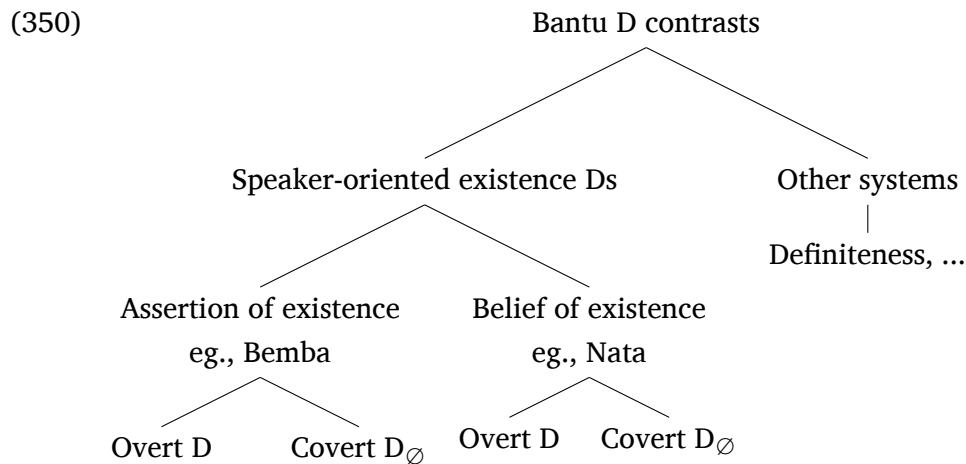 (350) Bantu D contrasts
Speaker-oriented existence Ds Other systems
Definiteness, ...
Assertion of existence Belief of existence
eg., Bemba eg., Nata
Overt D Covert D∅ Overt D Covert D∅